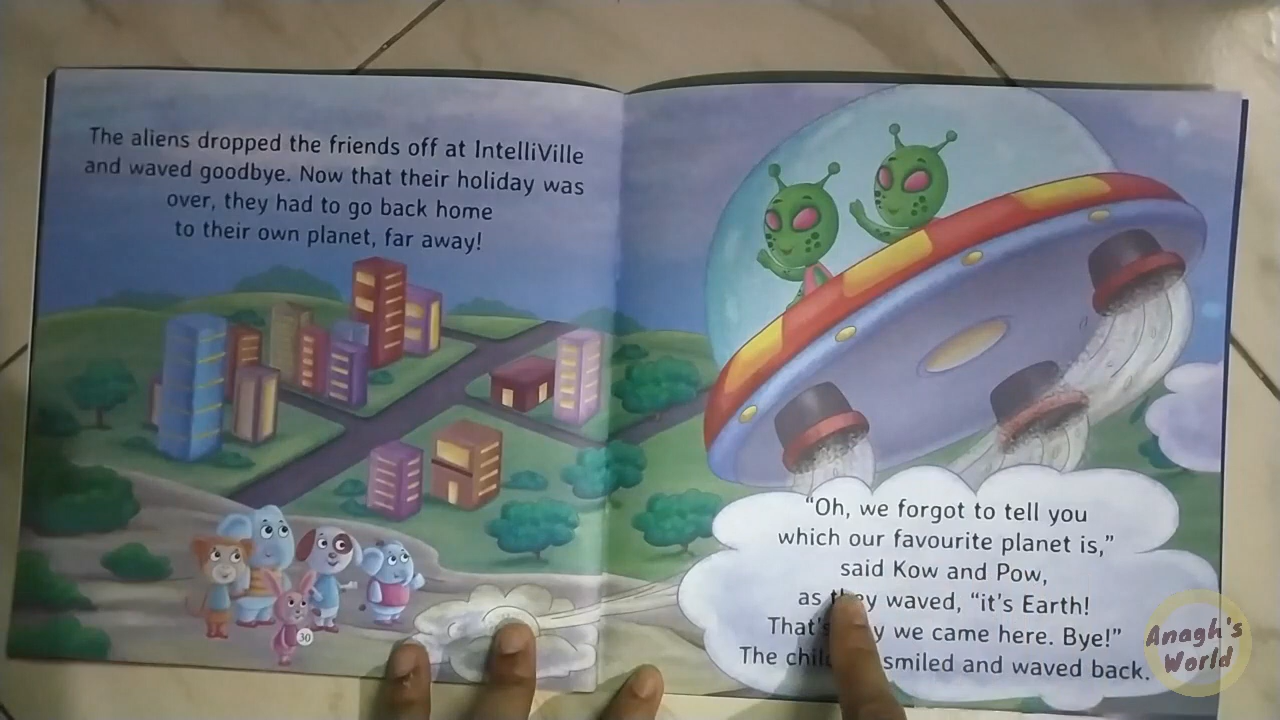 The aliens dropped the friends off at IntelliVille
and waved goodbye. Now that their holiday was
over, they had to go back home
to their own planet, far away!
30
"Oh, we forgot to tell you
which our favourite planet is,"
said Kow and Pow,
as they waved, "it's Earth!
That's we came here. Bye!"
The smiled and waved back.
Anagh's
World